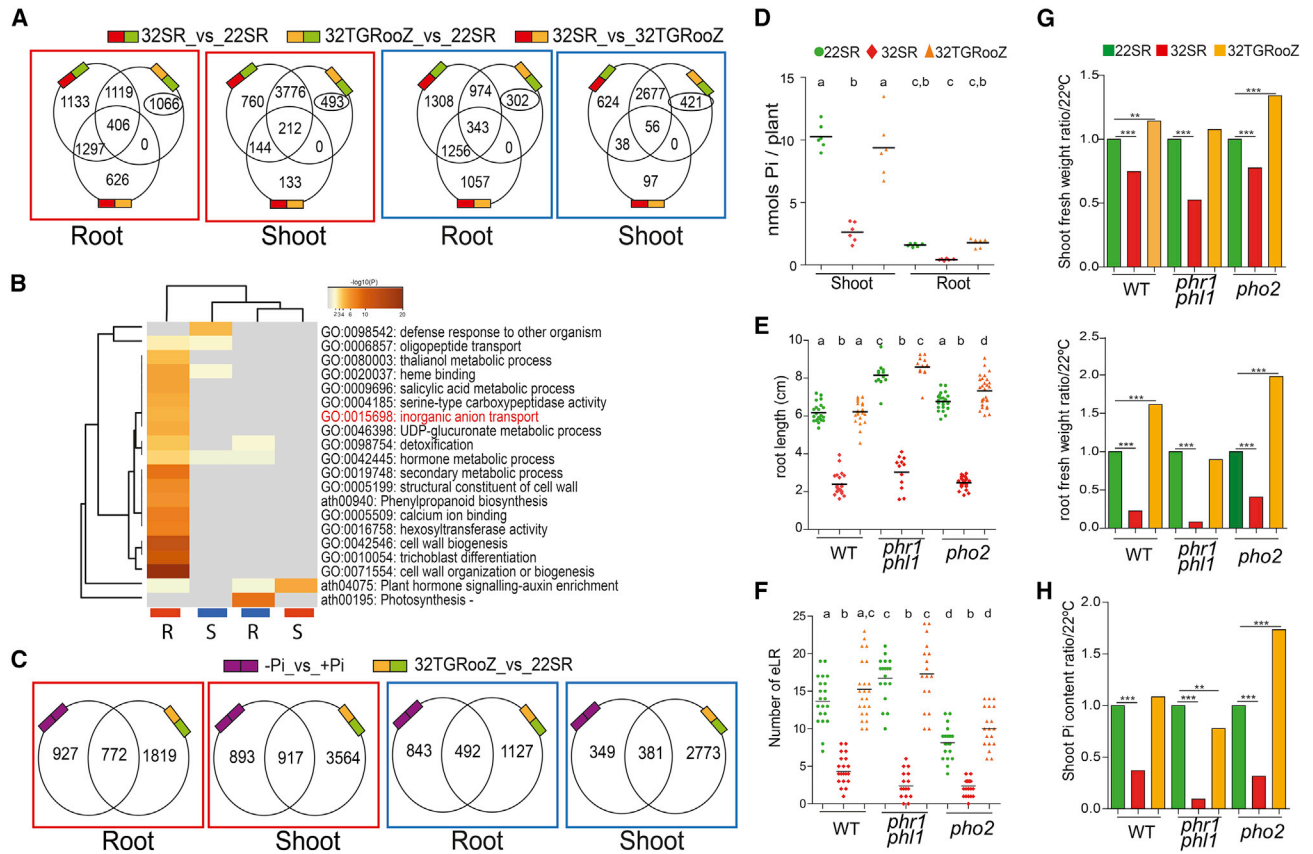 A
32SR_vs_22SR 32TGRooZ_vs_22SR 32SR_vs_32TGRooZ
1133 1119 1066
406
1297 0
626
Root
760 3776 493
212
144 0
133
Shoot
1308 974 302
343
1256 0
1057
Root
624 2677 421
56
38 0
97
Shoot
B
-log10(P)
2 3 4 6 10 20
GO:0098542: defense response to other organism
GO:0006857: oligopeptide transport
GO:0080003: thalianol metabolic process
GO:0020037: heme binding
GO:0009696: salicylic acid metabolic process
GO:0004185: serine-type carboxypeptidase activity
GO:0015698: inorganic anion transport
GO:0046398: UDP-glucuronate metabolic process
GO:0098754: detoxification
GO:0042445: hormone metabolic process
GO:0019748: secondary metabolic process
GO:0005199: structural constituent of cell wall
ath00940: Phenylpropanoid biosynthesis
GO:0005509: calcium ion binding
GO:0016758: hexosyltransferase activity
GO:0042546: cell wall biogenesis
GO:0010054: trichoblast differentiation
GO:0071554: cell wall organization or biogenesis
ath04075: Plant hormone signalling-auxin enrichment
ath00195: Photosynthesis -
R S R S
C
-Pi_vs_+Pi 32TGRooZ_vs_22SR
927 772 1819
Root
893 917 3564
Shoot
843 492 1127
Root
349 381 2773
Shoot
D
22SR 32SR 32TGRooZ
nmols Pi / plant
15
10
5
0
a b a c,b c c,b
Shoot Root
E
root length (cm)
10
8
6
4
2
0
a b a c b c a b d
WT phr1 phl1 pho2
F
Number of eLR
25
20
15
10
5
0
a b a,c c b c d b d
WT phr1 phl1 pho2
G
22SR 32SR 32TGRooZ
Shoot fresh weight ratio/22ºC
1.5
1.0
0.5
0.0
** *** *** *** ***
WT phr1 phl1 pho2
root fresh weight ratio/22ºC
2.5
2.0
1.5
1.0
0.5
0.0
*** *** *** *** ***
WT phr1 phl1 pho2
H
Shoot Pi content ratio/22ºC
2.0
1.5
1.0
0.5
0.0
*** ** *** *** ***
WT phr1 phl1 pho2